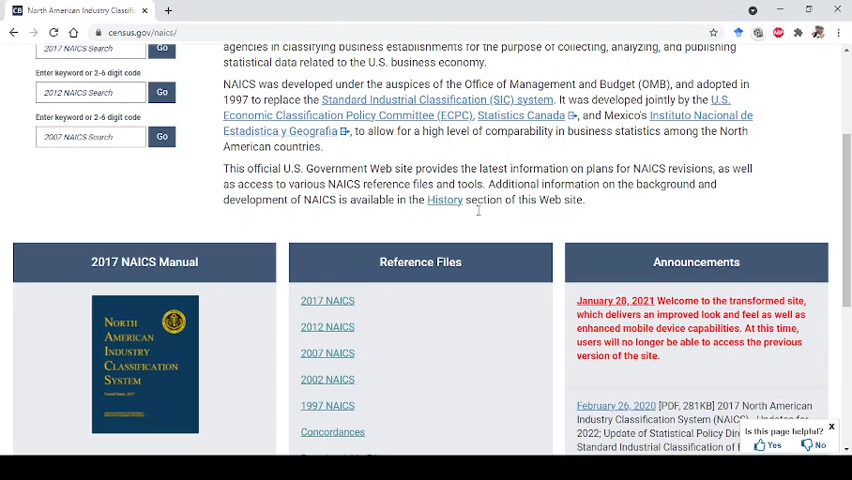 North American Industry Classific
census.gov/naics/
2017 NAICS Search
Go
Enter keyword or 2-6 digit code
2012 NAICS Search
Go
Enter keyword or 2-6 digit code
2007 NAICS Search
Go
agencies in classifying business establishments for the purpose of collecting, analyzing, and publishing
statistical data related to the U.S. business economy.
NAICS was developed under the auspices of the Office of Management and Budget (OMB), and adopted in
1997 to replace the Standard Industrial Classification (SIC) system. It was developed jointly by the U.S.
Economic Classification Policy Committee (ECPC), Statistics Canada, and Mexico's Instituto Nacional de
Estadistica y Geografia, to allow for a high level of comparability in business statistics among the North
American countries.
This official U.S. Government Web site provides the latest information on plans for NAICS revisions, as well
as access to various NAICS reference files and tools. Additional information on the background and
development of NAICS is available in the History section of this Web site.
2017 NAICS Manual
NORTH
AMERICAN
INDUSTRY
CLASSIFICATION
SYSTEM
United States, 2017
Reference Files
2017 NAICS
2012 NAICS
2007 NAICS
2002 NAICS
1997 NAICS
Concordances
Announcements
January 28, 2021 Welcome to the transformed site,
which delivers an improved look and feel as well as
enhanced mobile device capabilities. At this time,
users will no longer be able to access the previous
version of the site.
February 26, 2020 [PDF, 281KB] 2017 North American
Industry Classification System (NAICS)
2022; Update of Statistical Policy
Standard Industrial Classification of
Is this page helpful?
X
Yes
No